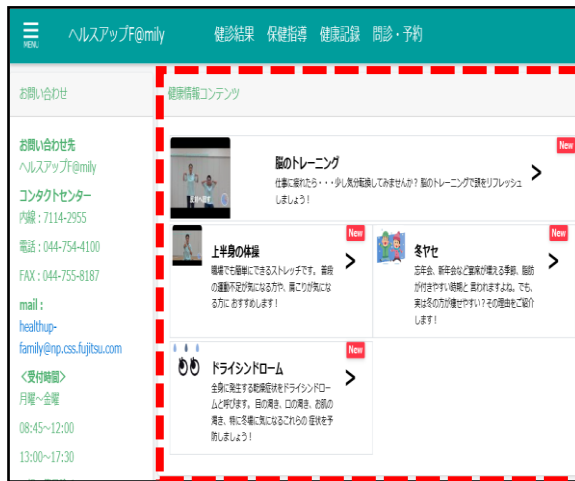 MENU
ヘルスアップF@mily
健診結果 保健指導 健康記録 問診・予約
お問い合わせ
お問い合わせ先
ヘルスアップF@mily
コンタクトセンター
内線 : 7114-2955
電話 : 044-754-4100
FAX : 044-755-8187
mail :
healthup-
family@np.css.fujitsu.com
<受付時間>
月曜~金曜
08:45~12:00
13:00~17:30
健康情報コンテンツ
New
脳のトレーニング
仕事に疲れたら・・・少し気分転換してみませんか? 脳のトレーニングで頭をリフレッシュ
しましょう!
New
上半身の体操
職場でも簡単にできるストレッチです。 普段
の運動不足が気になる方や、肩こりが気にな
る方に おすすめします!
New
冬ヤセ
忘年会、新年会など宴席が増える季節、脂肪
が付きやすい時期と 言われますよね。でも、
実は冬の方が痩せやすい?その理由をご紹介
します!
New
ドライシンドローム
全身に発生する乾燥症状をドライシンドロー
ムと呼びます。 目の渇き、口の渇き、お肌の
渇き、特に冬場に気になるこれらの 症状を予
防しましょう!